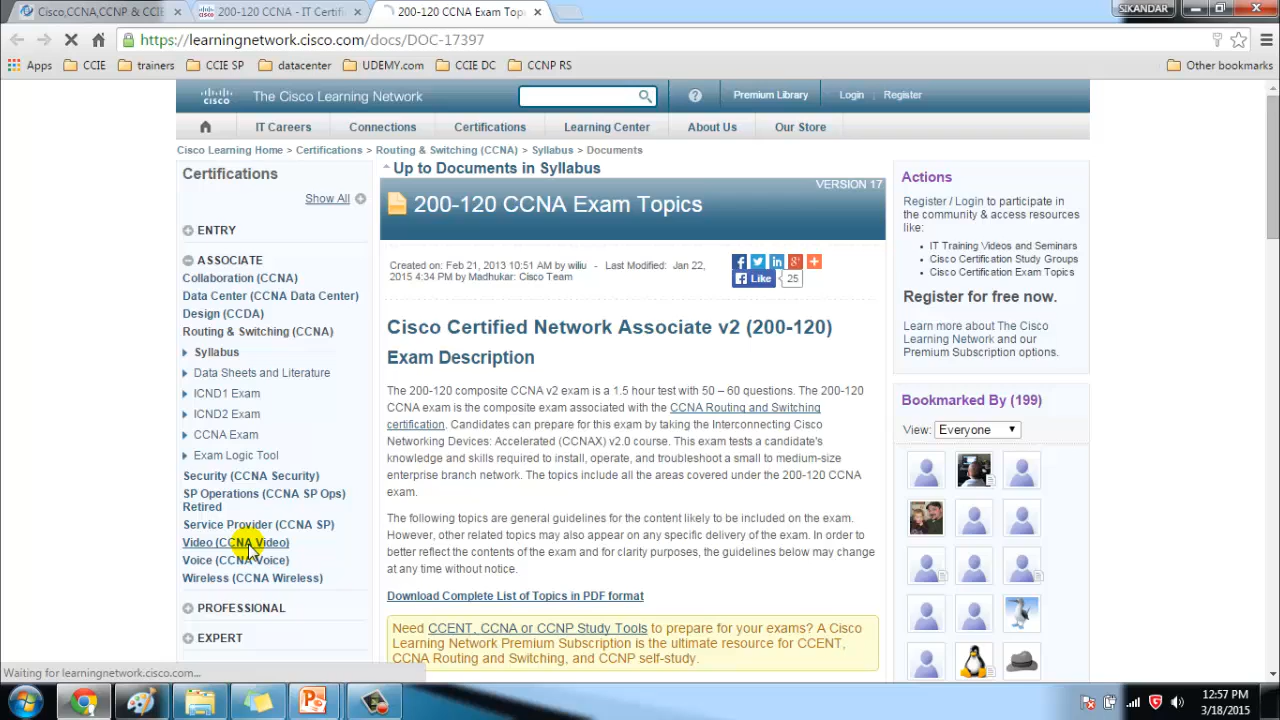 Cisco,CCNA,CCNP & CCIE
200-120 CCNA - IT Certifi
200-120 CCNA Exam Top
SIKANDAR
https://learningnetwork.cisco.com/docs/DOC-17397
Apps
CCIE
trainers
CCIE SP
datacenter
UDEMY.com
CCIE DC
CCNP RS
Other bookmarks
CISCO
The Cisco Learning Network
?
Premium Library
Login
Register
IT Careers
Connections
Certifications
Learning Center
About Us
Our Store
Cisco Learning Home > Certifications > Routing & Switching (CCNA) > Syllabus > Documents
Certifications
Show All
ENTRY
ASSOCIATE
Collaboration (CCNA)
Data Center (CCNA Data Center)
Design (CCDA)
Routing & Switching (CCNA)
Syllabus
Data Sheets and Literature
ICND1 Exam
ICND2 Exam
CCNA Exam
Exam Logic Tool
Security (CCNA Security)
SP Operations (CCNA SP Ops)
Retired
Service Provider (CCNA SP)
Video (CCNA Video)
Voice (CCNA Voice)
Wireless (CCNA Wireless)
PROFESSIONAL
EXPERT
Up to Documents in Syllabus
VERSION 17
200-120 CCNA Exam Topics
Created on: Feb 21, 2013 10:51 AM by wiliu - Last Modified: Jan 22,
2015 4:34 PM by Madhukar: Cisco Team
Like
25
Cisco Certified Network Associate v2 (200-120)
Exam Description
The 200-120 composite CCNA v2 exam is a 1.5 hour test with 50 – 60 questions. The 200-120
CCNA exam is the composite exam associated with the CCNA Routing and Switching
certification. Candidates can prepare for this exam by taking the Interconnecting Cisco
Networking Devices: Accelerated (CCNAX) v2.0 course. This exam tests a candidate's
knowledge and skills required to install, operate, and troubleshoot a small to medium-size
enterprise branch network. The topics include all the areas covered under the 200-120 CCNA
exam.
The following topics are general guidelines for the content likely to be included on the exam.
However, other related topics may also appear on any specific delivery of the exam. In order to
better reflect the contents of the exam and for clarity purposes, the guidelines below may change
at any time without notice.
Download Complete List of Topics in PDF format
Need CCENT, CCNA or CCNP Study Tools to prepare for your exams? A Cisco
Learning Network Premium Subscription is the ultimate resource for CCENT,
CCNA Routing and Switching, and CCNP self-study.
Actions
Register / Login to participate in
the community & access resources
like:
IT Training Videos and Seminars
Cisco Certification Study Groups
Cisco Certification Exam Topics
Register for free now.
Learn more about The Cisco
Learning Network and our
Premium Subscription options.
Bookmarked By (199)
View: Everyone
Waiting for learningnetwork.cisco.com...
12:57 PM
3/18/2015